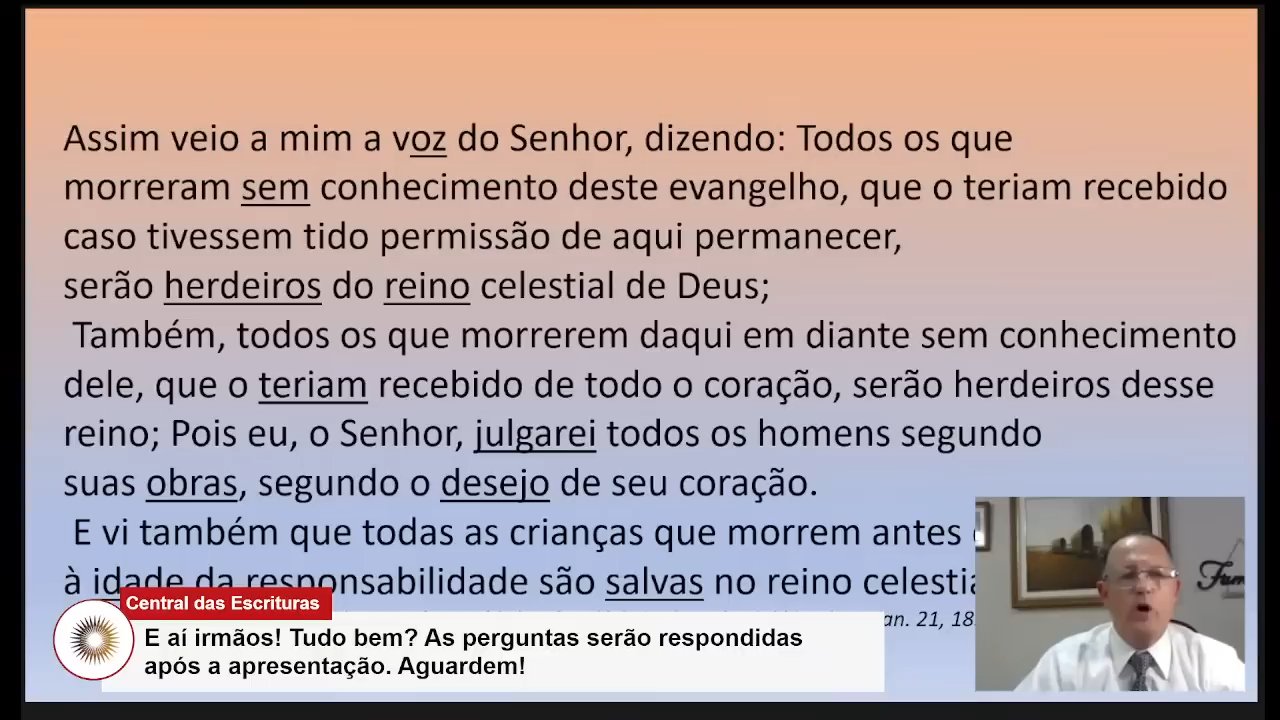 Assim veio a mim a voz do Senhor, dizendo: Todos os que
morreram sem conhecimento deste evangelho, que o teriam recebido
caso tivessem tido permissão de aqui permanecer,
serão herdeiros do reino celestial de Deus;
Também, todos os que morrerem daqui em diante sem conhecimento
dele, que o teriam recebido de todo o coração, serão herdeiros desse
reino; Pois eu, o Senhor, julgarei todos os homens segundo
suas obras, segundo o desejo de seu coração.
E vi também que todas as crianças que morrem antes
à idade da responsabilidade são salvas no reino
an. 21, 18
Central das Escrituras
E aí irmãos! Tudo bem? As perguntas serão respondidas
após a apresentação. Aguardem!